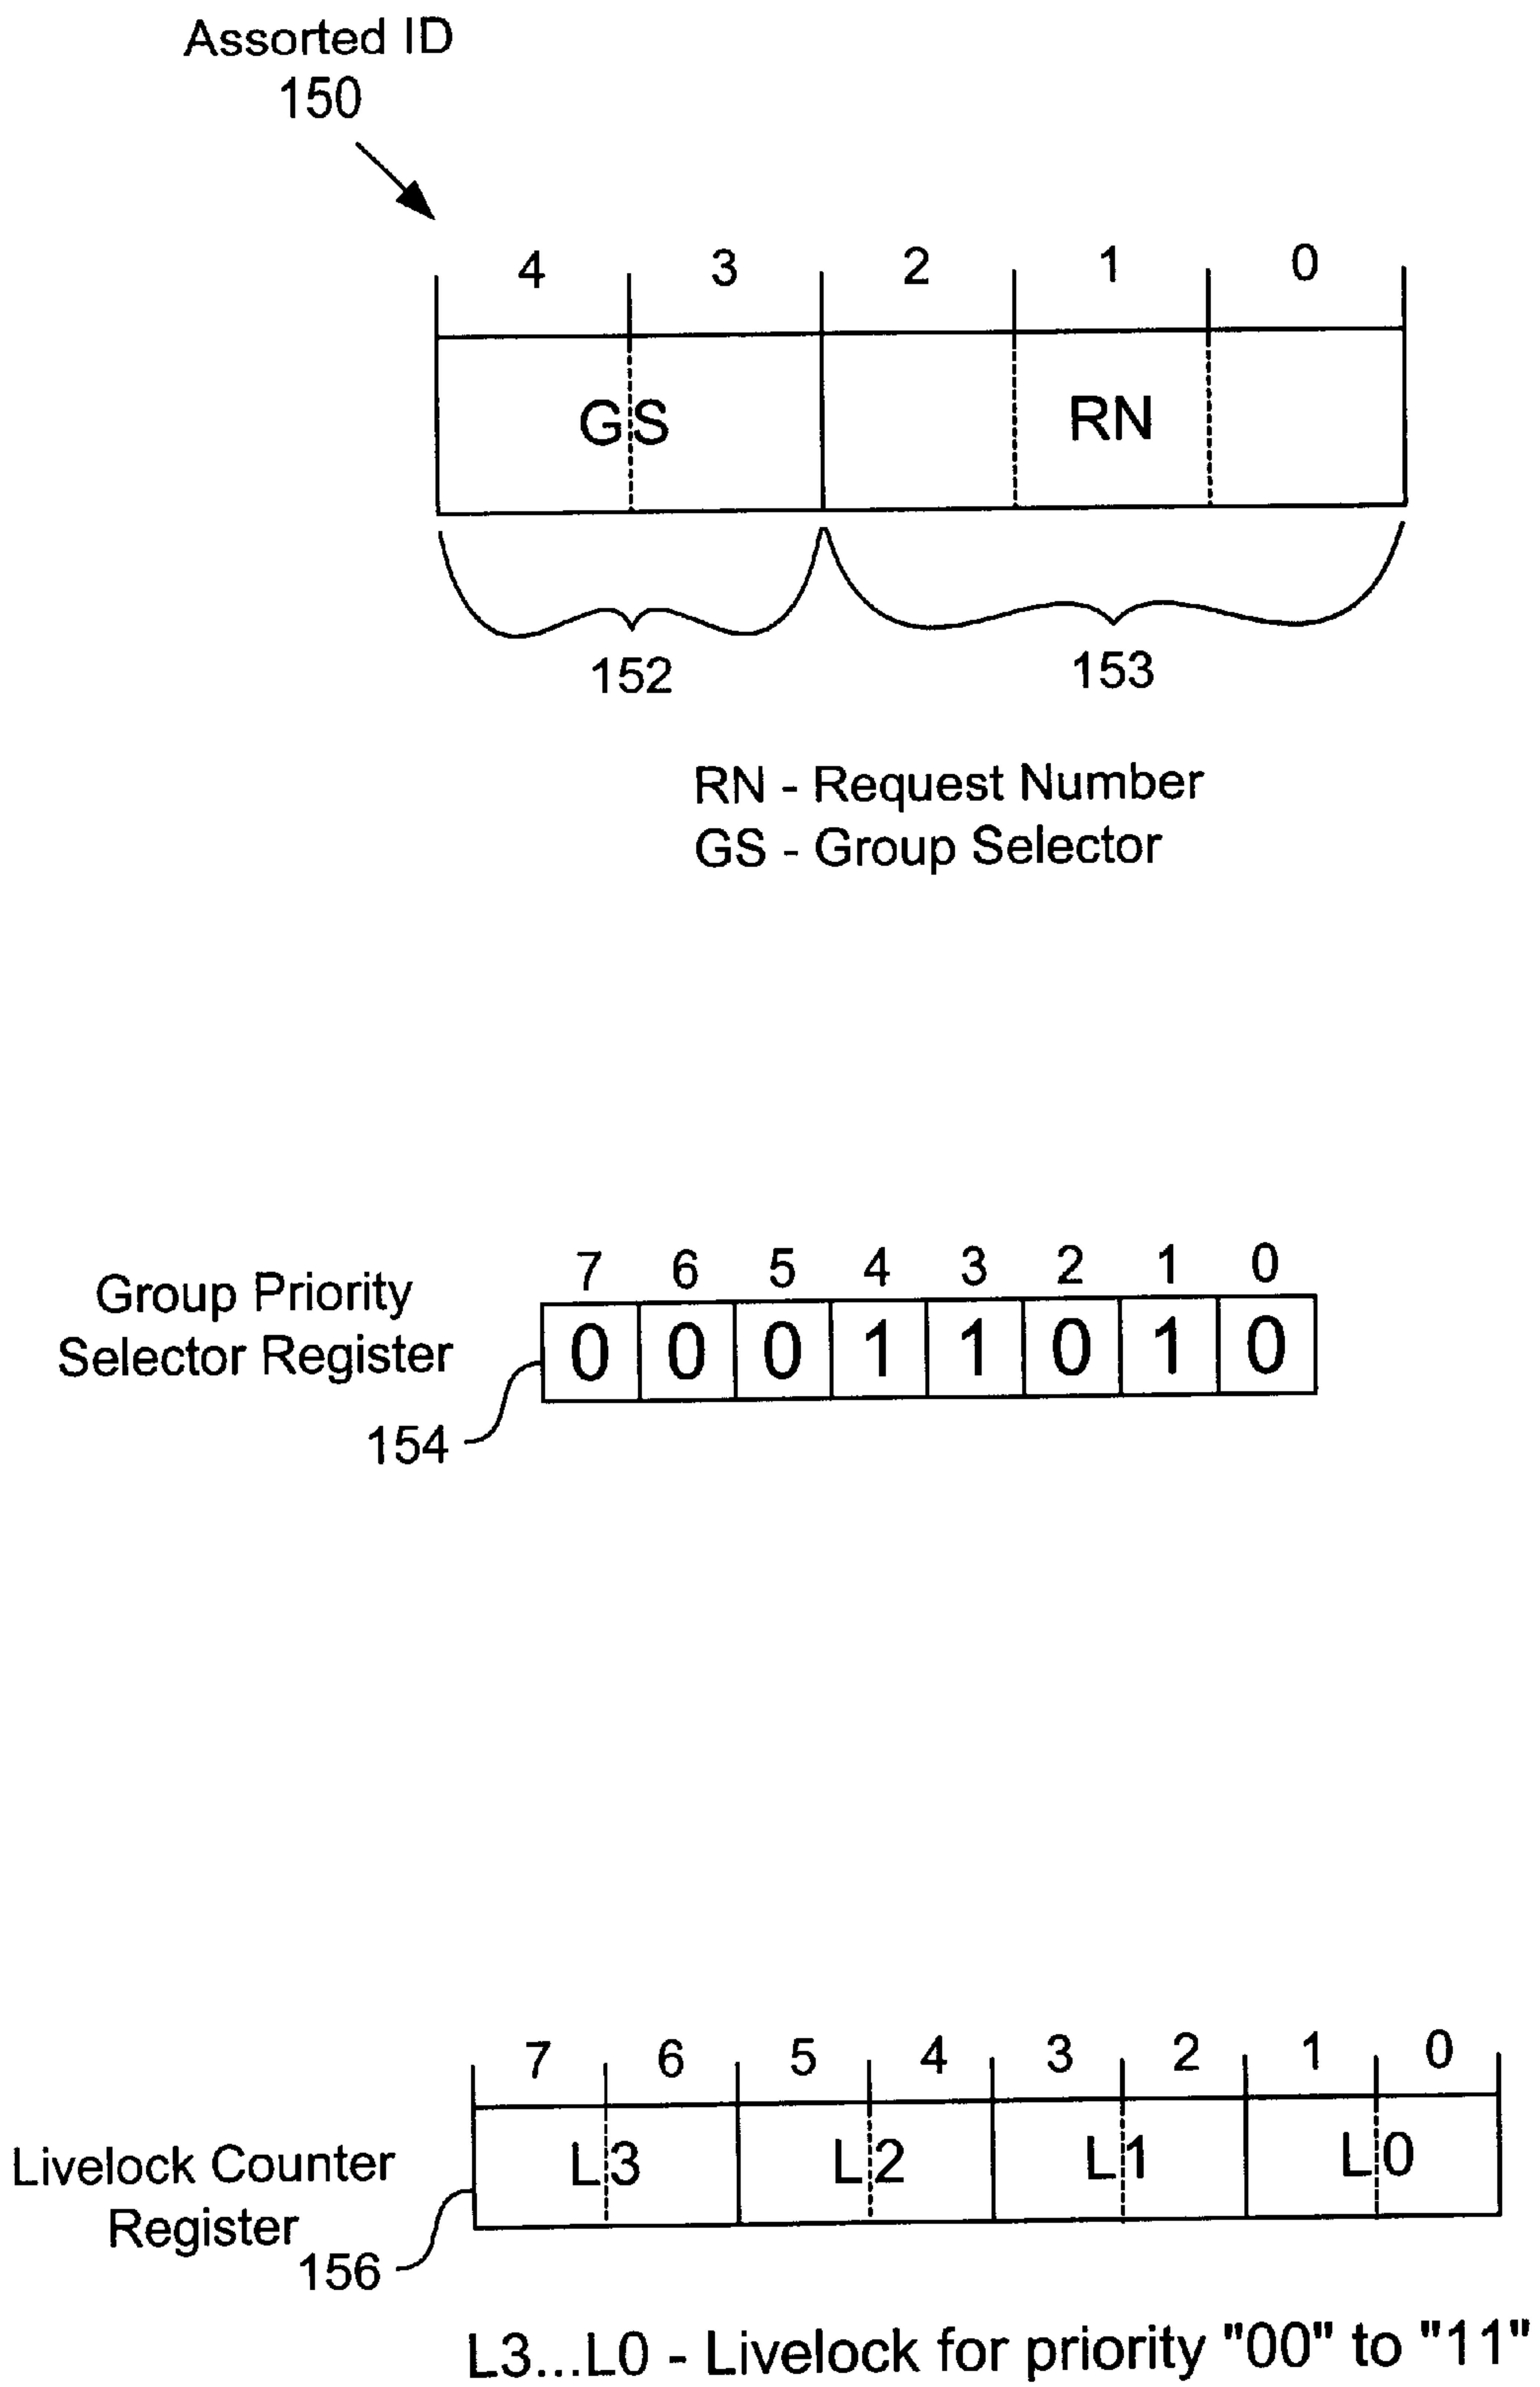 Assorted ID
150
4 3 2 1 0
GS RN
152 153
RN - Request Number
GS - Group Selector
Group Priority
Selector Register
154
7 6 5 4 3 2 1 0
0 0 0 1 1 0 1 0
Livelock Counter
Register
156
7 6 5 4 3 2 1 0
L3 L2 L1 L0
L3...L0 - Livelock for priority "00" to "11"